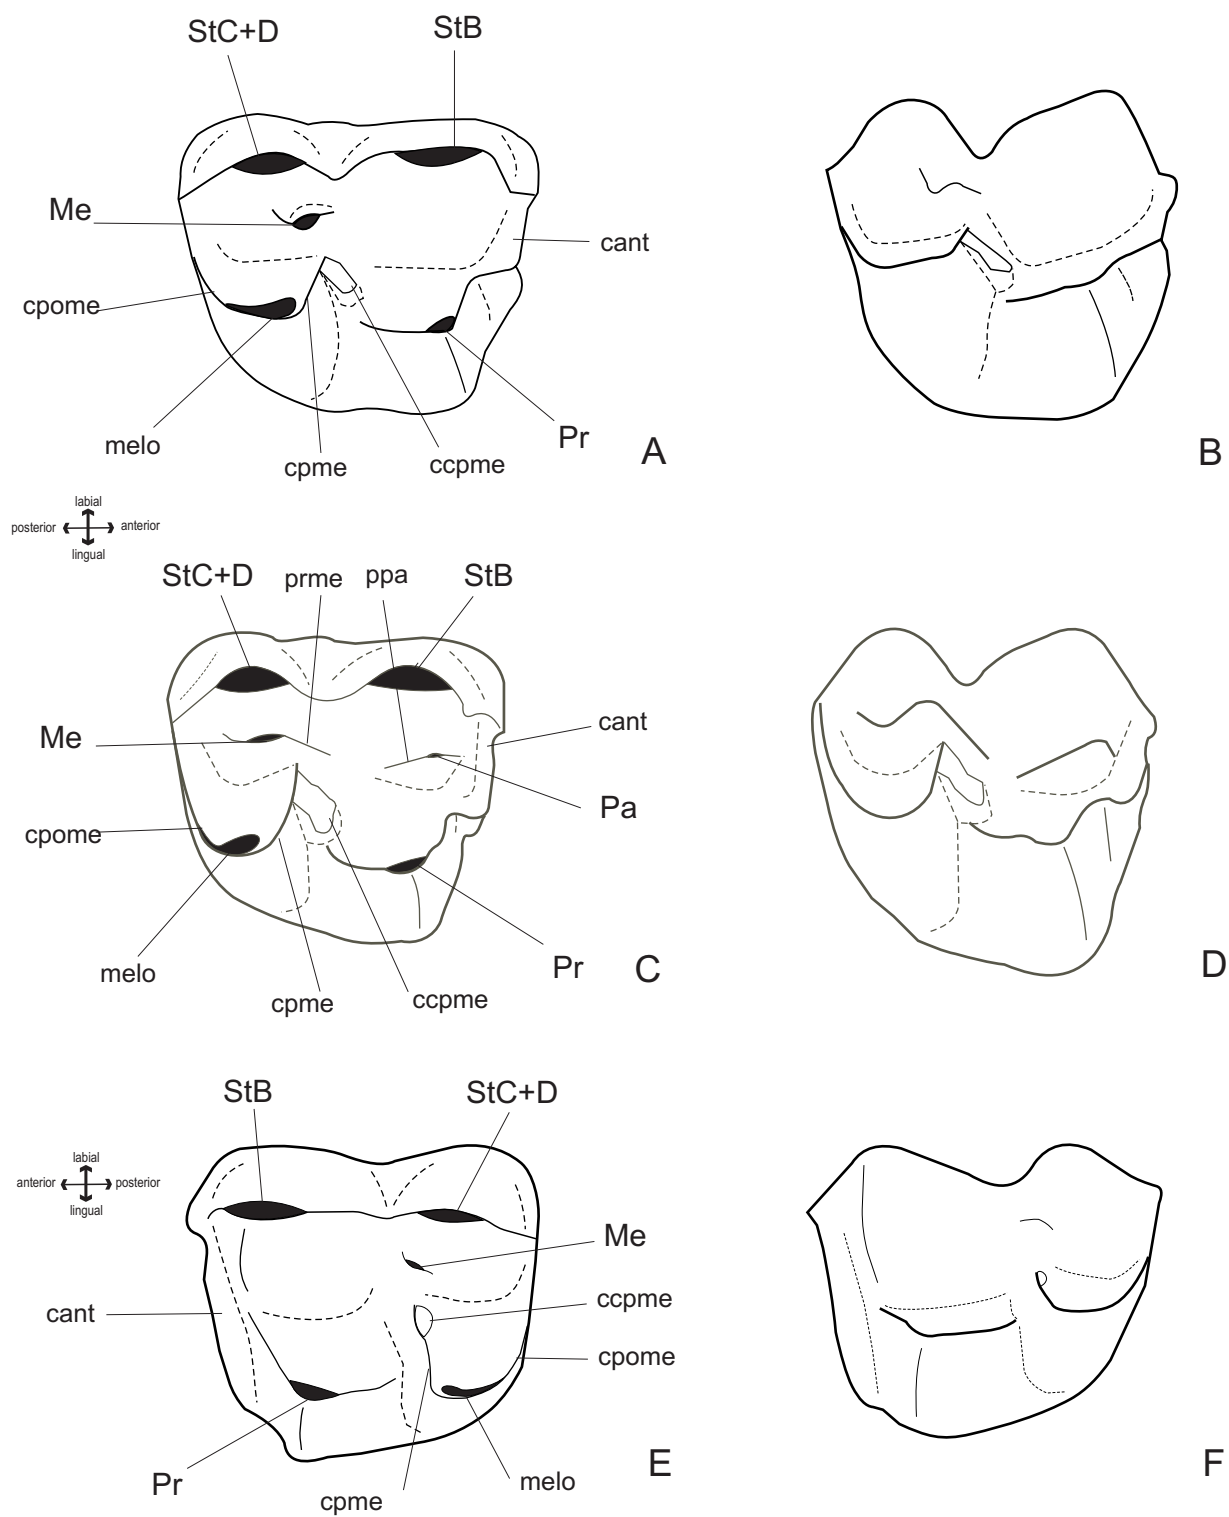 StC+D StB
Me
cant
cpome
melo
cpme
ccpme
Pr
A
B
labial
posterior anterior
lingual
StC+D prme ppa StB
Me
cant
Pa
cpome
melo
cpme
ccpme
Pr
C
D
StB StC+D
labial
anterior posterior
lingual
Me
ccpme
cant
cpome
Pr
cpme
melo
E
F